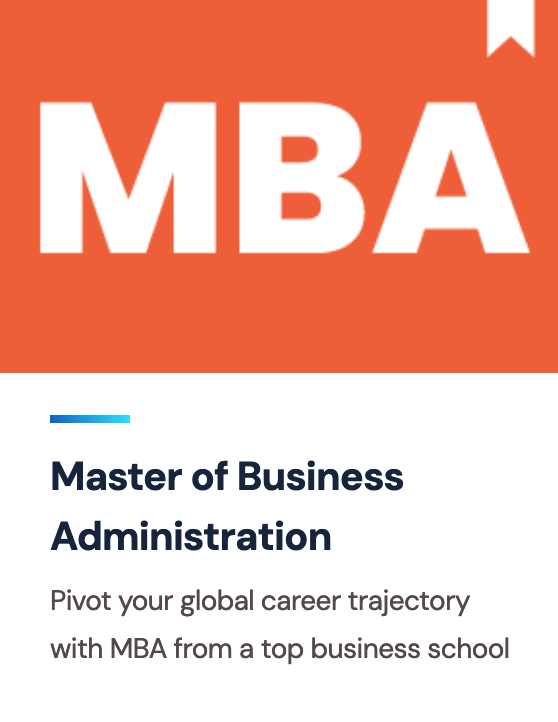 MBA
Master of Business
Administration
Pivot your global career trajectory
with MBA from a top business school